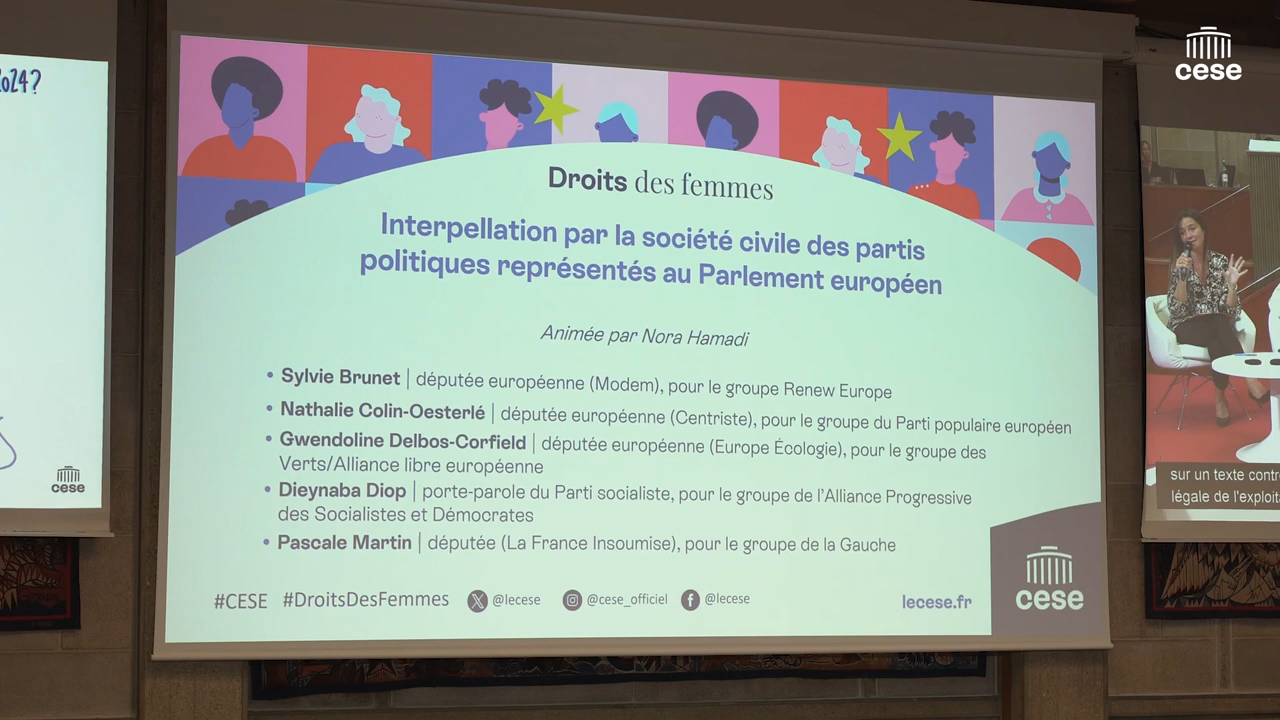 2024?
cese
Droits des femmes
Interpellation par la société civile des partis
politiques représentés au Parlement européen
Animée par Nora Hamadi
• Sylvie Brunet | députée européenne (Modem), pour le groupe Renew Europe
• Nathalie Colin-Oesterlé | députée européenne (Centriste), pour le groupe du Parti populaire européen
• Gwendoline Delbos-Corfield | députée européenne (Europe Écologie), pour le groupe des
Verts/Alliance libre européenne
• Dieynaba Diop | porte-parole du Parti socialiste, pour le groupe de l'Alliance Progressive
des Socialistes et Démocrates
• Pascale Martin | députée (La France Insoumise), pour le groupe de la Gauche
#CESE #DroitsDesFemmes @lecese @cese_officiel @lecese lecese.fr
cese
cese
sur un texte contr
légale de l'exploit
cese